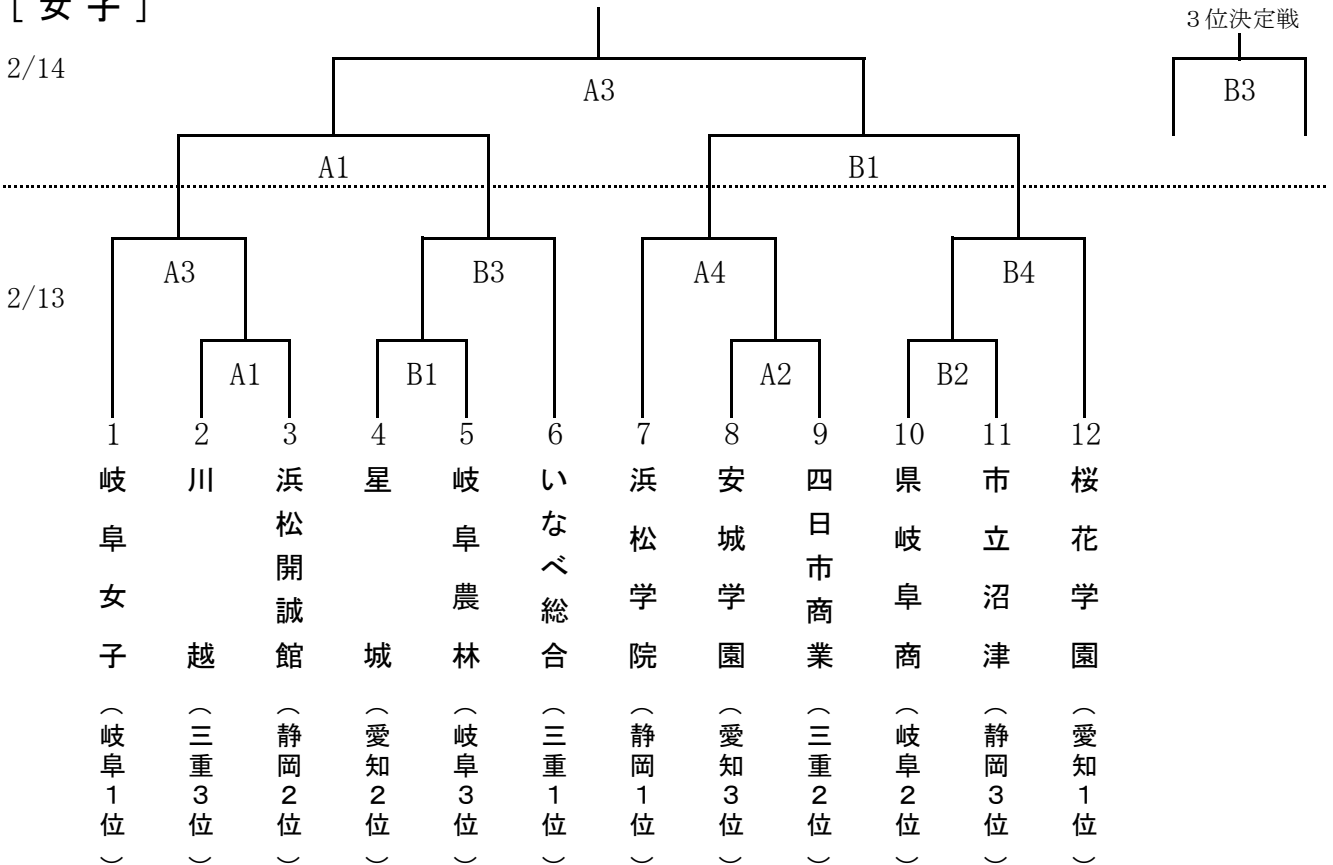 [ 女 子 ]
3位決定戦
2/14
A3
B3
A1
B1
A3
B3
A4
B4
2/13
A1
B1
A2
B2
1
2
3
4
5
6
7
8
9
10
11
12
岐阜女子（岐阜1位）
川越（三重3位）
浜松開誠館（静岡2位）
星城（愛知2位）
岐阜農林（岐阜3位）
いなべ総合（三重1位）
浜松学院（静岡1位）
安城学園（愛知3位）
四日市商業（三重2位）
県岐阜商（岐阜2位）
市立沼津（静岡3位）
桜花学園（愛知1位）